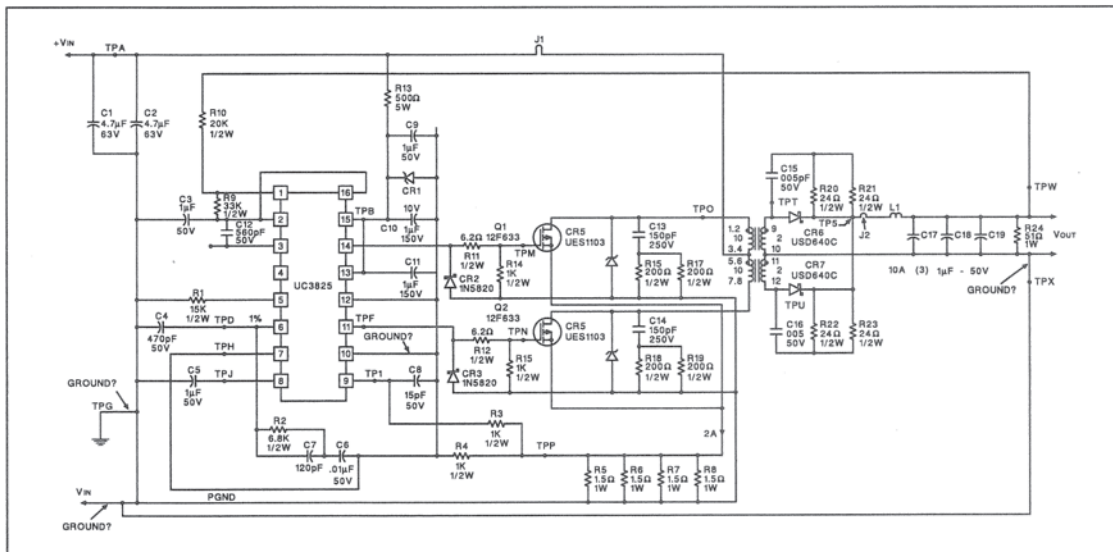 +VIN
TPA
J1
C1
4.7µF
63V
C2
4.7µF
63V
R10
20K
1/2W
R13
500Ω
5W
C9
1µF
50V
CR1
C3
1µF
50V
R9
33K
1/2W
C12
560pF
50V
1
2
3
4
5
6
7
8
16
15
14
13
12
11
10
9
UC3825
TPB
C10
10V
1µF
150V
C11
1µF
150V
R1
15K
1/2W
C4
470pF
50V
TPD
1%
TPH
C5
1µF
50V
TPJ
GROUND?
TPG
TPF
GROUND?
TP1
C8
15pF
50V
CR2
1N5820
6.2Ω
R11
1/2W
R14
1K
1/2W
Q1
12F633
TPM
CR5
UES1103
CR3
1N5820
6.2Ω
R12
1/2W
R15
1K
1/2W
Q2
12F633
TPN
CR5
UES1103
C13
150pF
250V
R15
200Ω
1/2W
R17
200Ω
1/2W
C14
150pF
250V
R18
200Ω
1/2W
R19
200Ω
1/2W
TPO
1.2
10
3.4
5.6
10
7.8
9
2
10
11
2
12
C15
005pF
50V
TPT
R20
24Ω
1/2W
R21
24Ω
1/2W
TPS
CR6
USD640C
J2
L1
CR7
USD640C
TPU
C16
005
50V
R22
24Ω
1/2W
R23
24Ω
1/2W
C17
C18
C19
R24
51Ω
1W
10A (3) 1µF - 50V
TPW
VOUT
TPX
GROUND?
R2
6.8K
1/2W
C7
120pF
C6
.01µF
50V
R3
1K
1/2W
R4
1K
1/2W
TPP
2A
R5
1.5Ω
1W
R6
1.5Ω
1W
R7
1.5Ω
1W
R8
1.5Ω
1W
VIN
PGND
GROUND?